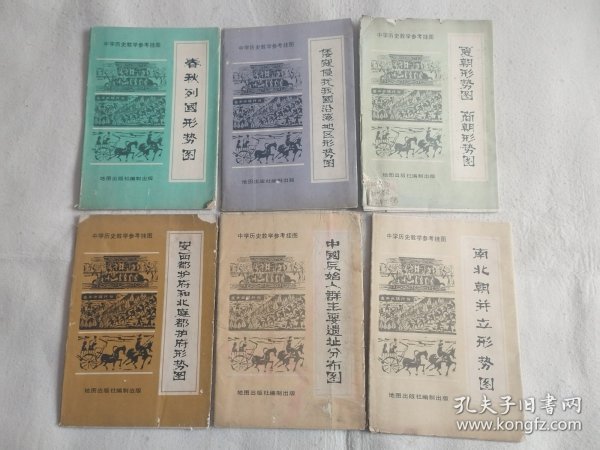 中学历史教学参考挂图
春秋列國形势图
地图出版社编制出版
中学历史教学参考挂图
倭寇侵扰我國沿海地区形势图
地图出版社编制出版
中学历史教学参考挂图
夏朝形势图 商朝形势图
地图出版社编制出版
中学历史教学参考挂图
安西都护府和北庭都护府形势图
地图出版社编制出版
中学历史教学参考挂图
中國原始人群主要遗址分布图
地图出版社编制出版
中学历史教学参考挂图
南北朝并立形势图
地图出版社编制出版
孔夫子旧书网
www.kongfz.com